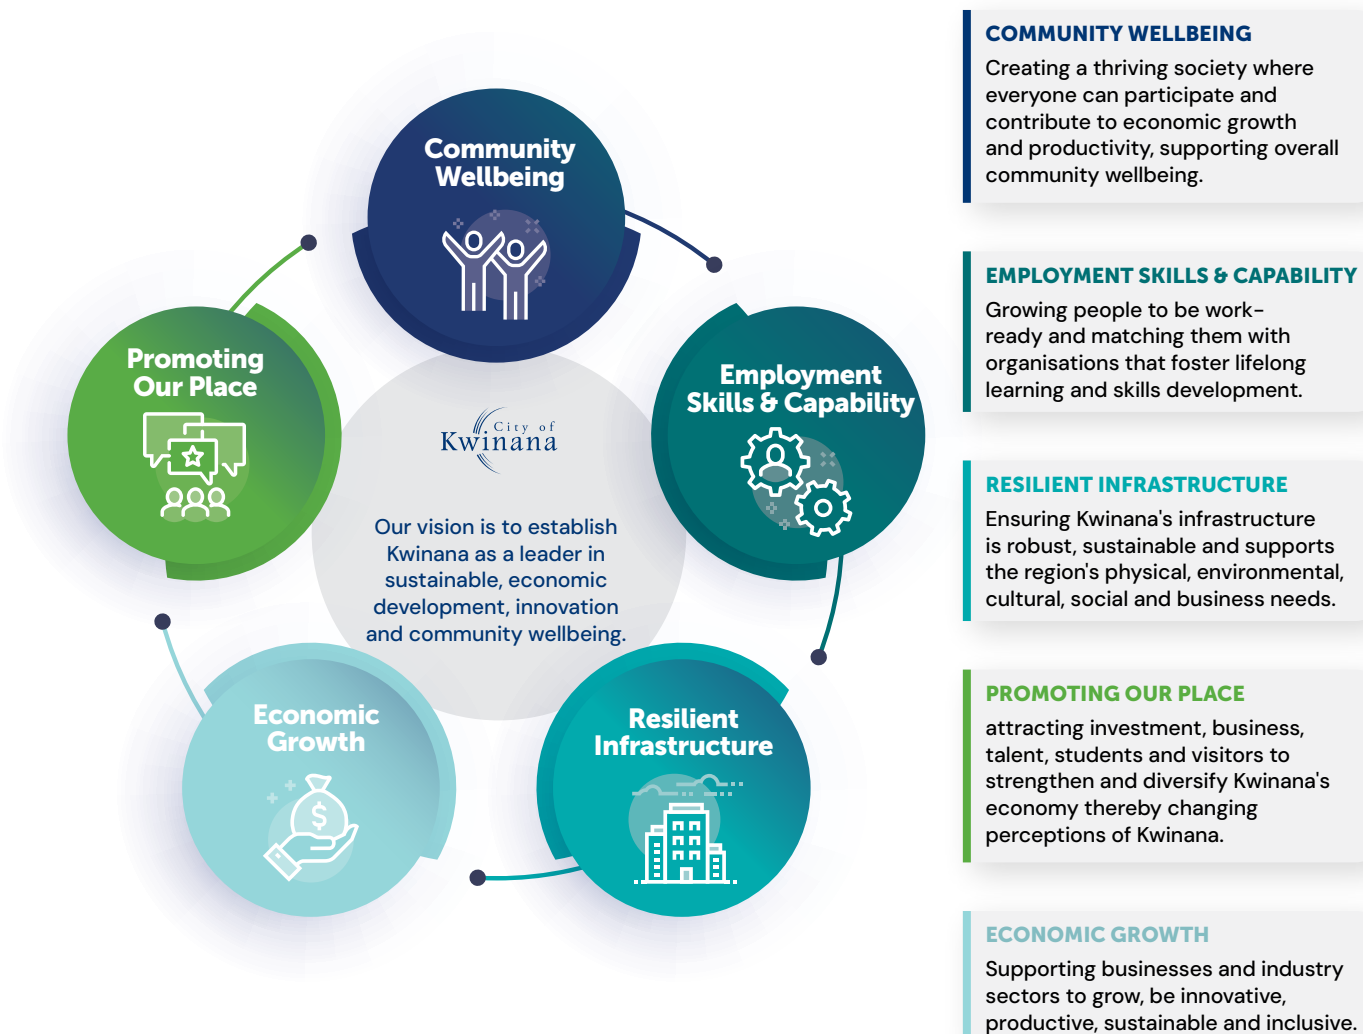 Community
Wellbeing
Promoting
Our Place
Employment
Skills & Capability
City of
Kwinana
Our vision is to establish
Kwinana as a leader in
sustainable, economic
development, innovation
and community wellbeing.
Economic
Growth
$
Resilient
Infrastructure
COMMUNITY WELLBEING
Creating a thriving society where
everyone can participate and
contribute to economic growth
and productivity, supporting overall
community wellbeing.
EMPLOYMENT SKILLS & CAPABILITY
Growing people to be work-
ready and matching them with
organisations that foster lifelong
learning and skills development.
RESILIENT INFRASTRUCTURE
Ensuring Kwinana's infrastructure
is robust, sustainable and supports
the region's physical, environmental,
cultural, social and business needs.
PROMOTING OUR PLACE
attracting investment, business,
talent, students and visitors to
strengthen and diversify Kwinana's
economy thereby changing
perceptions of Kwinana.
ECONOMIC GROWTH
Supporting businesses and industry
sectors to grow, be innovative,
productive, sustainable and inclusive.